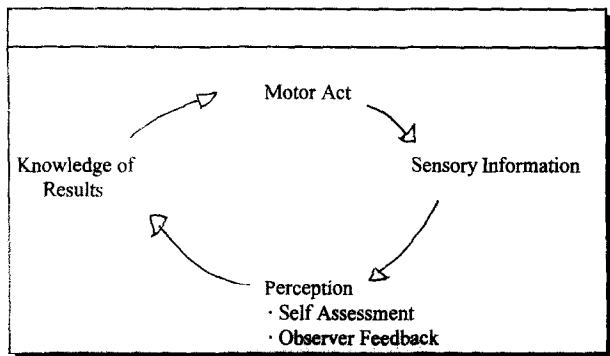 Motor Act
Knowledge of
Results
Sensory Information
Perception
· Self Assessment
· Observer Feedback